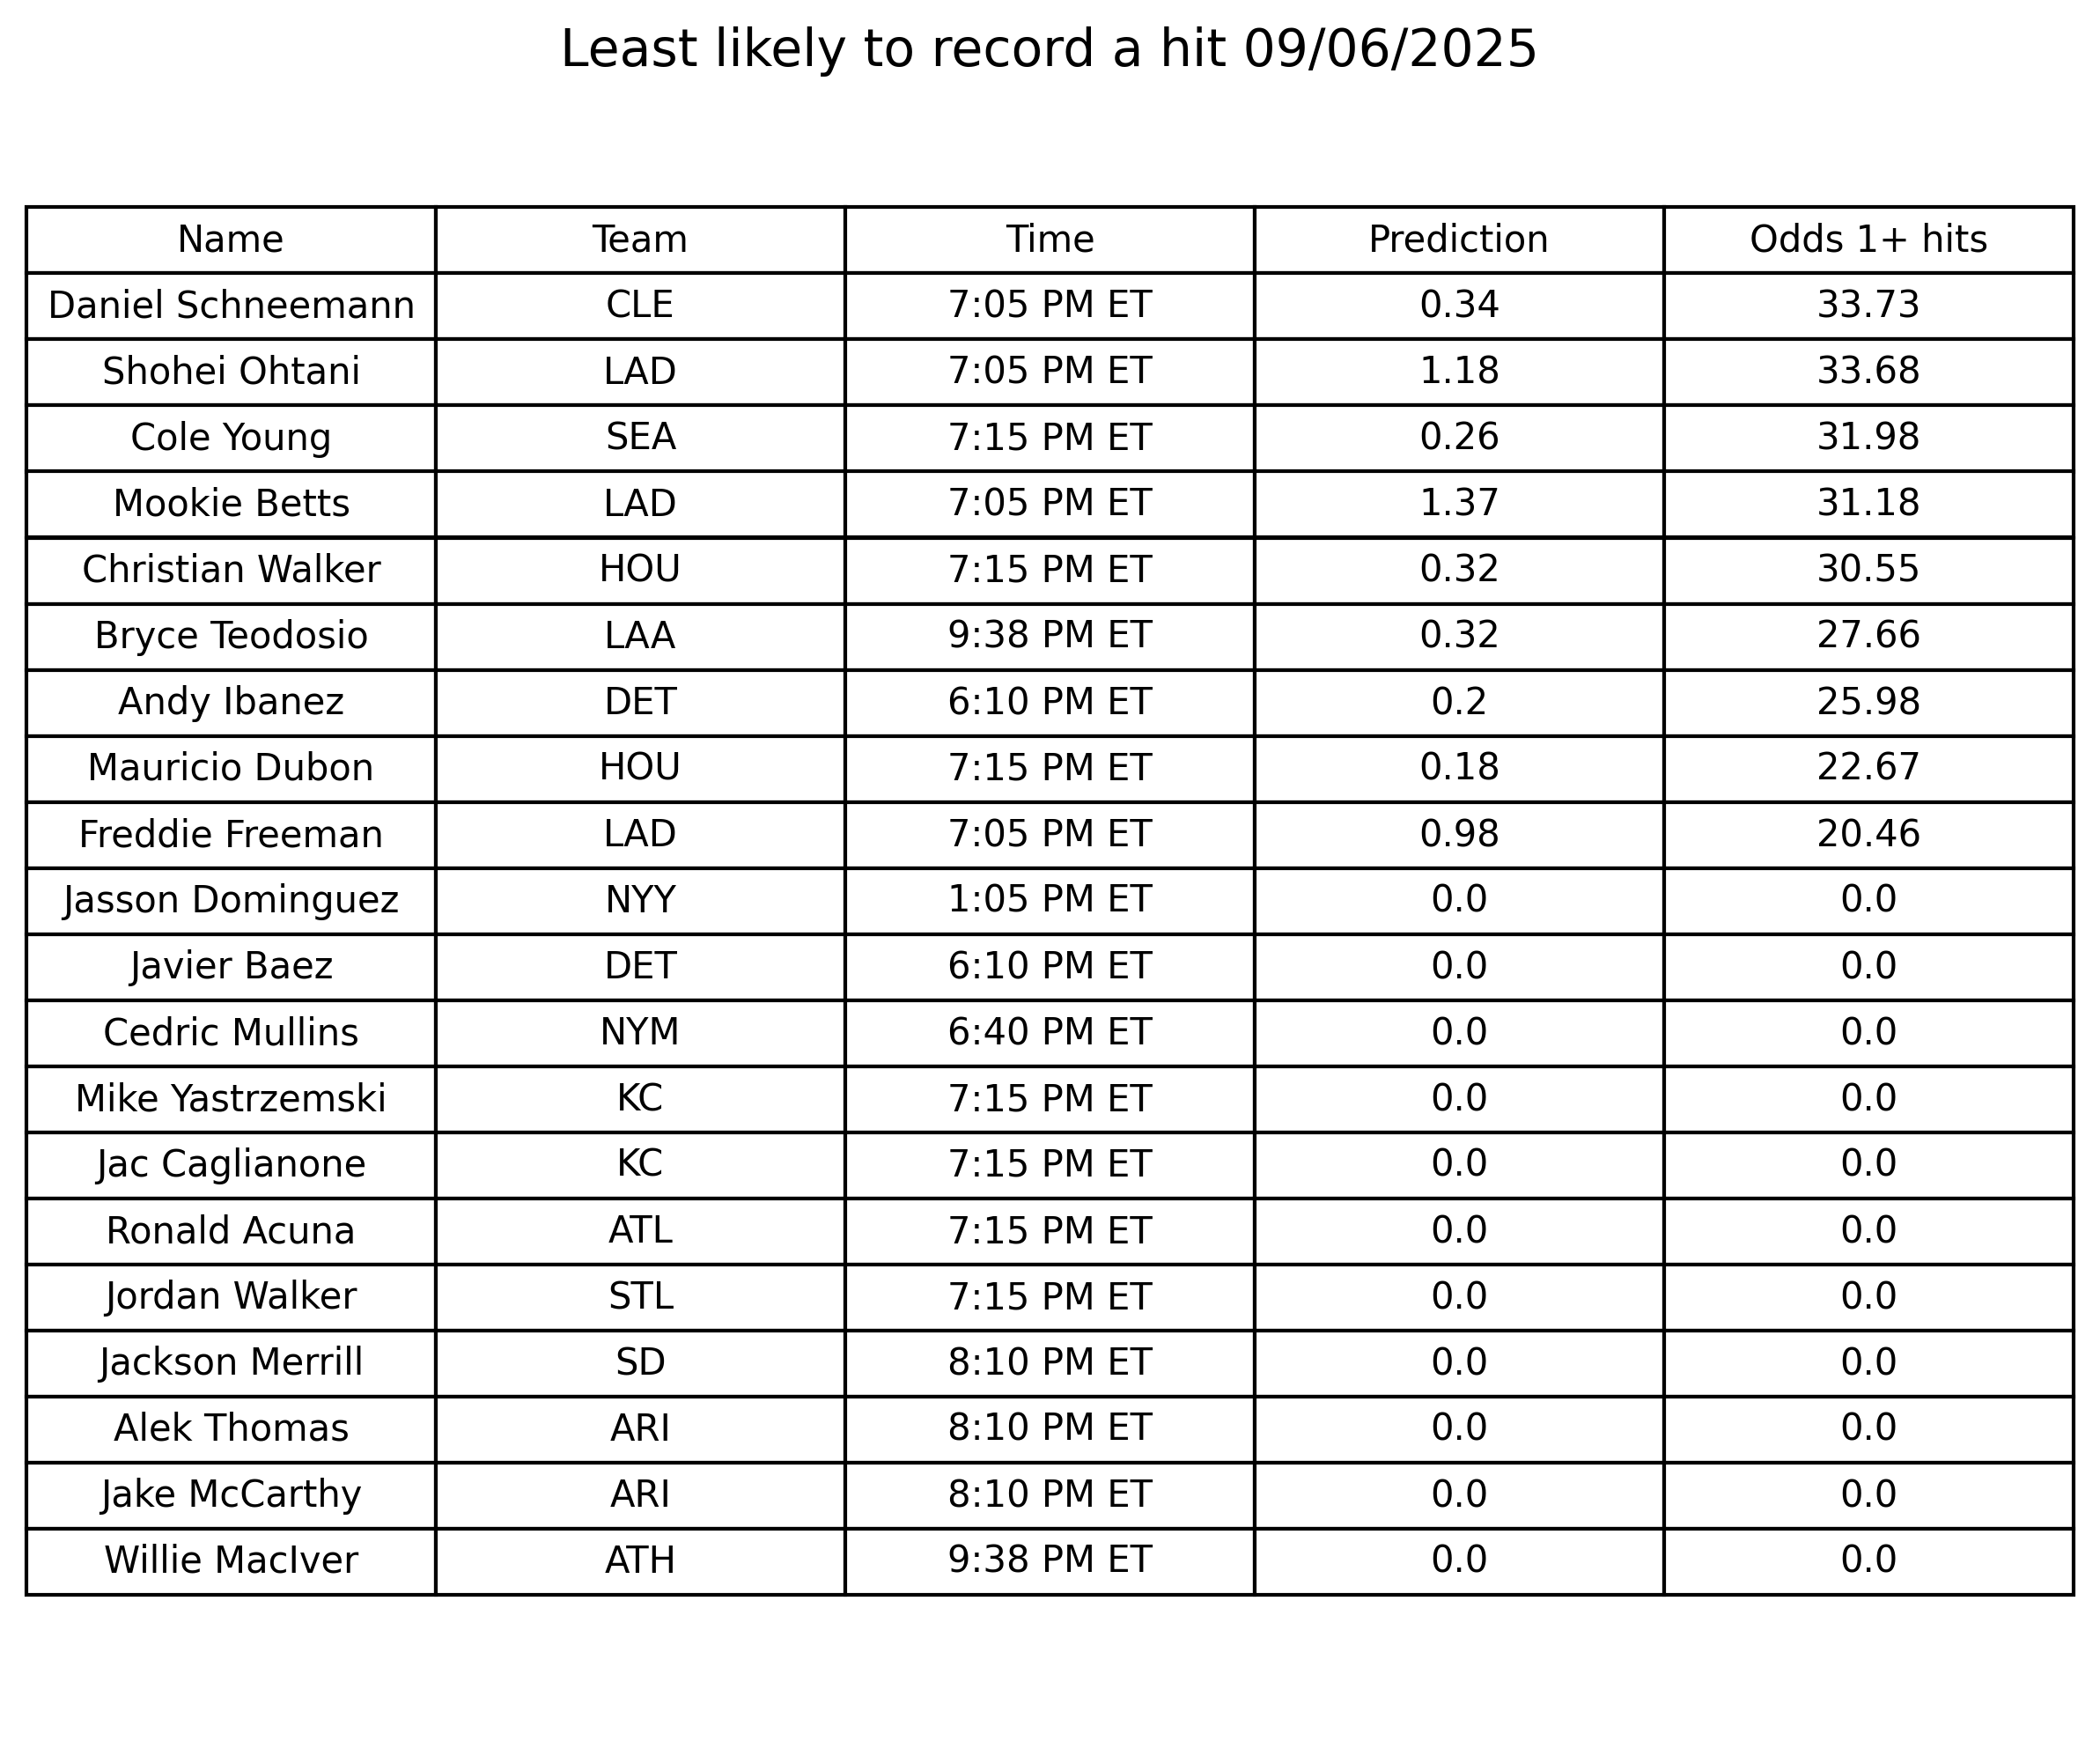 Least likely to record a hit 09/06/2025
Name Team Time Prediction Odds 1+ hits
Daniel Schneemann CLE 7:05 PM ET 0.34 33.73
Shohei Ohtani LAD 7:05 PM ET 1.18 33.68
Cole Young SEA 7:15 PM ET 0.26 31.98
Mookie Betts LAD 7:05 PM ET 1.37 31.18
Christian Walker HOU 7:15 PM ET 0.32 30.55
Bryce Teodosio LAA 9:38 PM ET 0.32 27.66
Andy Ibanez DET 6:10 PM ET 0.2 25.98
Mauricio Dubon HOU 7:15 PM ET 0.18 22.67
Freddie Freeman LAD 7:05 PM ET 0.98 20.46
Jasson Dominguez NYY 1:05 PM ET 0.0 0.0
Javier Baez DET 6:10 PM ET 0.0 0.0
Cedric Mullins NYM 6:40 PM ET 0.0 0.0
Mike Yastrzemski KC 7:15 PM ET 0.0 0.0
Jac Caglianone KC 7:15 PM ET 0.0 0.0
Ronald Acuna ATL 7:15 PM ET 0.0 0.0
Jordan Walker STL 7:15 PM ET 0.0 0.0
Jackson Merrill SD 8:10 PM ET 0.0 0.0
Alek Thomas ARI 8:10 PM ET 0.0 0.0
Jake McCarthy ARI 8:10 PM ET 0.0 0.0
Willie MacIver ATH 9:38 PM ET 0.0 0.0